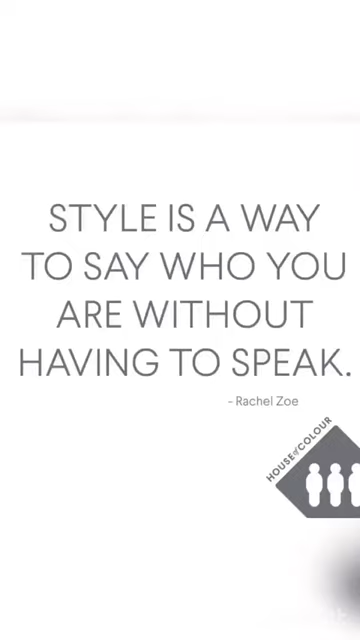 STYLE IS A WAY
TO SAY WHO YOU
ARE WITHOUT
HAVING TO SPEAK.
- Rachel Zoe
HOUSE of COLOUR